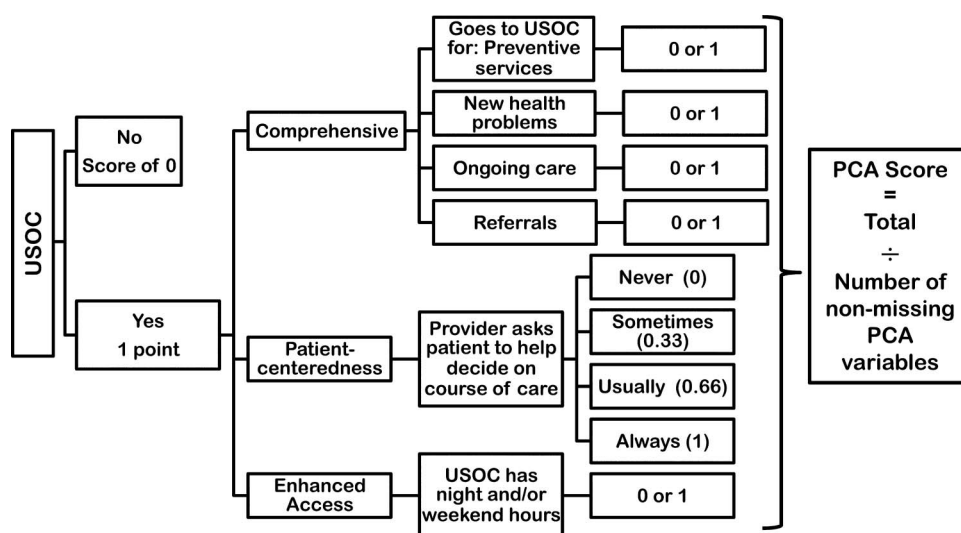 USOC
No
Score of 0
Yes
1 point
Comprehensive
Goes to USOC
for: Preventive
services
0 or 1
New health
problems
0 or 1
Ongoing care
0 or 1
Referrals
0 or 1
Patient-
centeredness
Provider asks
patient to help
decide on
course of care
Never (0)
Sometimes
(0.33)
Usually (0.66)
Always (1)
Enhanced
Access
USOC has
night and/or
weekend hours
0 or 1
PCA Score
=
Total
÷
Number of
non-missing
PCA
variables